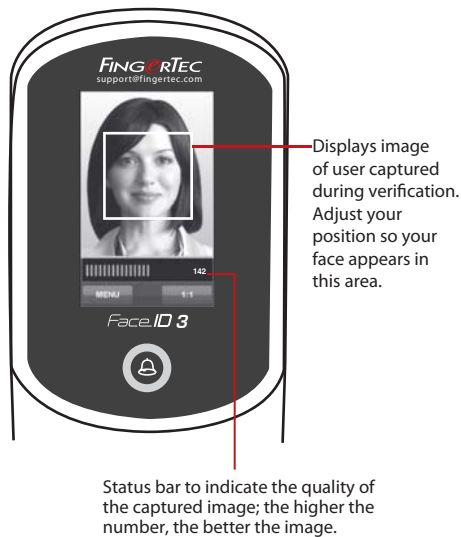 FINGERTEC
support@fingertec.com
Displays image
of user captured
during verification.
Adjust your
position so your
face appears in
this area.
142
MENU
1:1
Face ID 3
Status bar to indicate the quality of
the captured image; the higher the
number, the better the image.